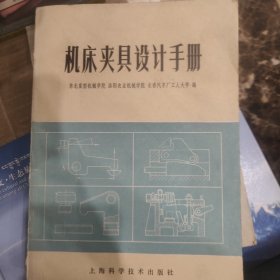 机床夹具设计手册
东北重型机械学院 洛阳农业机械学院 长春汽车厂工人大学 编
上海科学技术出版社